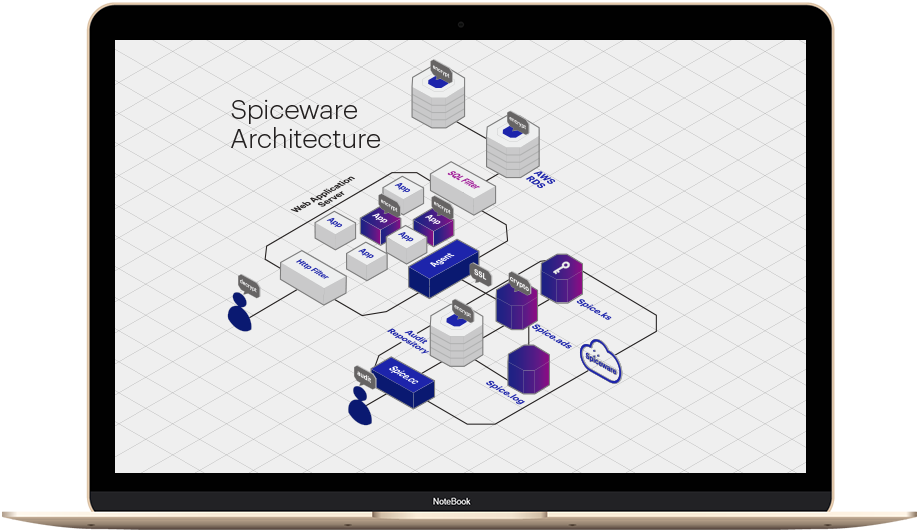 encrypt
Spiceware
Architecture
encrypt
AWS
RDS
SQL Filter
Web Application
Server
App
encrypt
encrypt
App
App
App
App
App
Agent
Http Filter
SSL
decrypt
crypto
Spice.ks
encrypt
Spice.ads
Audit
Repository
Spiceware
audit
Spice.cc
Spice.log
NoteBook